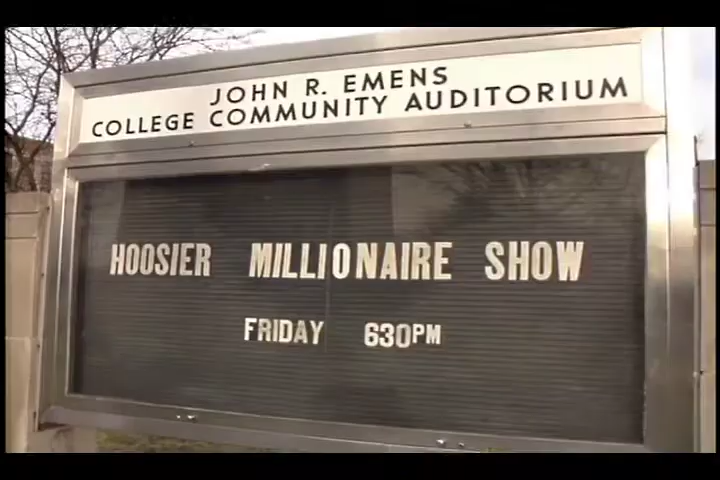 JOHN R. EMENS
COLLEGE COMMUNITY AUDITORIUM
HOOSIER MILLIONAIRE SHOW
FRIDAY 630PM